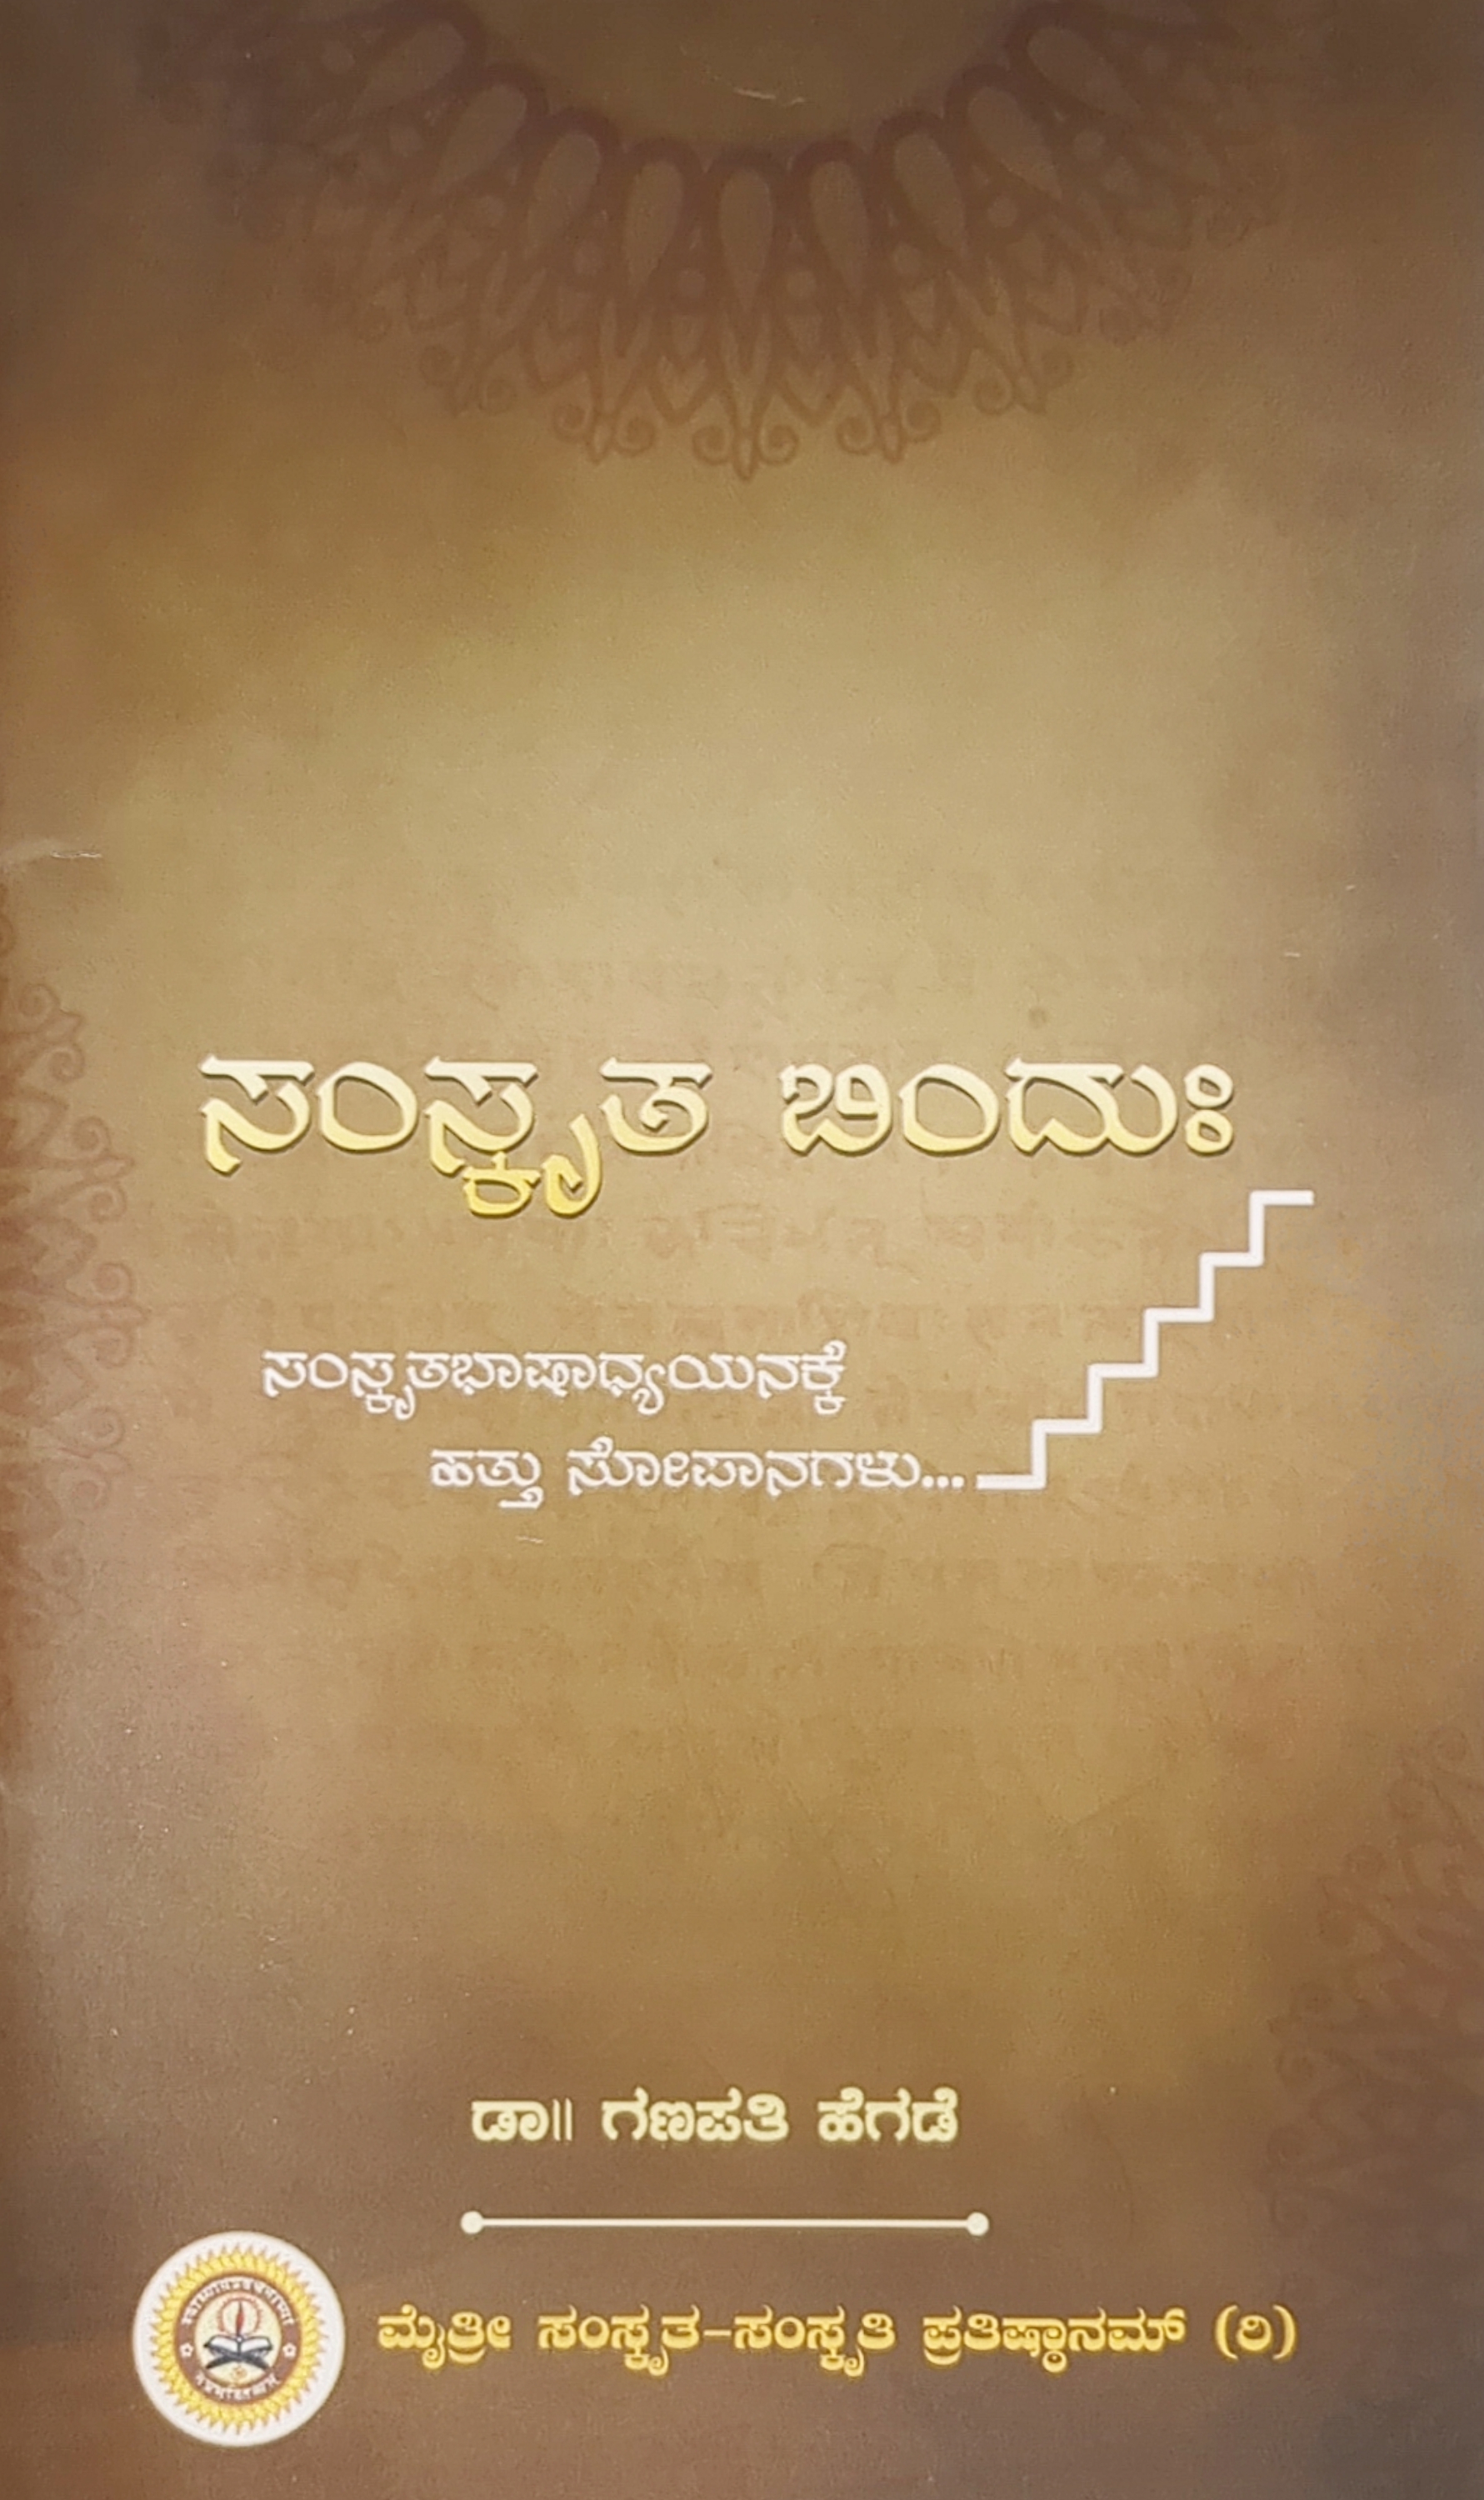 ಸಂಸ್ಕೃತ ಬಿಂದುಃ
ಸಂಸ್ಕೃತಭಾಷಾಧ್ಯಯನಕ್ಕೆ
ಹತ್ತು ಸೋಪಾನಗಳು...
ಡಾ॥ ಗಣಪತಿ ಹೆಗಡೆ
ಮೈತ್ರೀ ಸಂಸ್ಕೃತ-ಸಂಸ್ಕೃತಿ ಪ್ರತಿಷ್ಠಾನಮ್ (ರಿ)